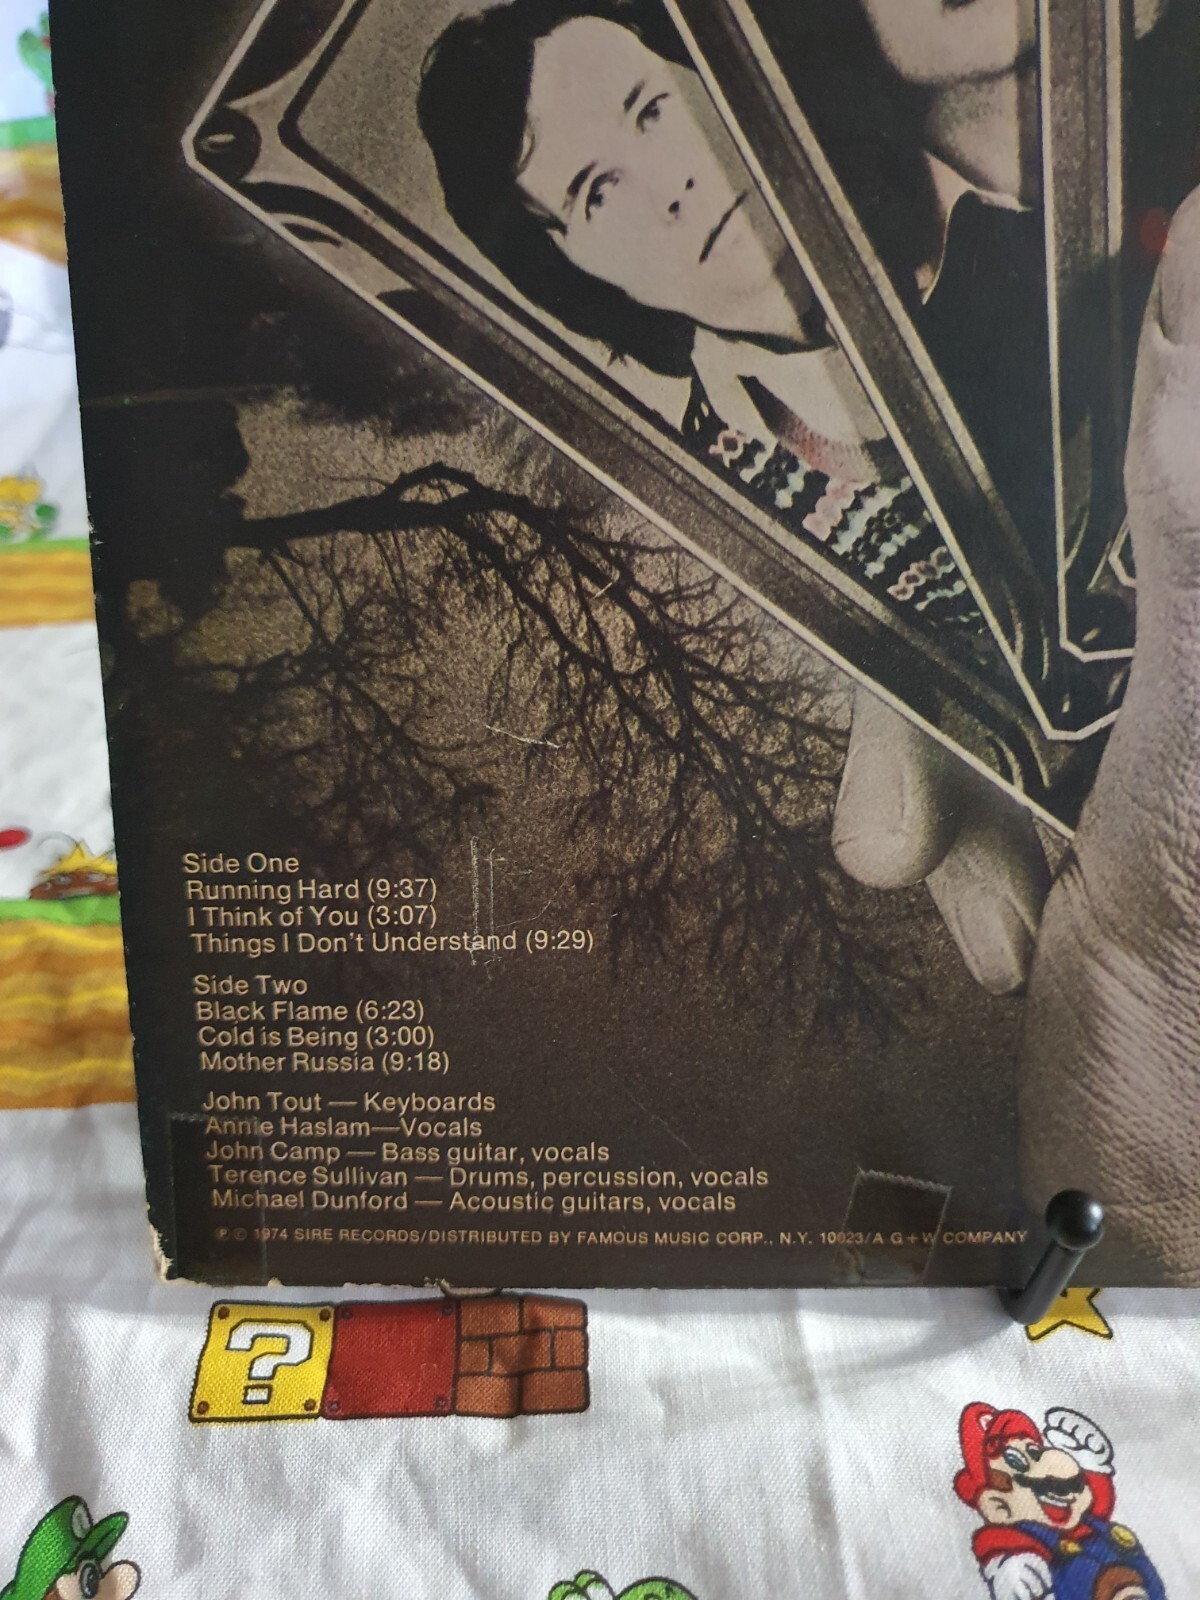 Side One
Running Hard (9:37)
I Think of You (3:07)
Things I Don't Understand (9:29)
Side Two
Black Flame (6:23)
Cold is Being (3:00)
Mother Russia (9:18)
John Tout — Keyboards
Annie Haslam—Vocals
John Camp — Bass guitar, vocals
Terence Sullivan — Drums, percussion, vocals
Michael Dunford — Acoustic guitars, vocals
℗ © 1974 SIRE RECORDS/DISTRIBUTED BY FAMOUS MUSIC CORP., N.Y. 10023/A G+W COMPANY
?